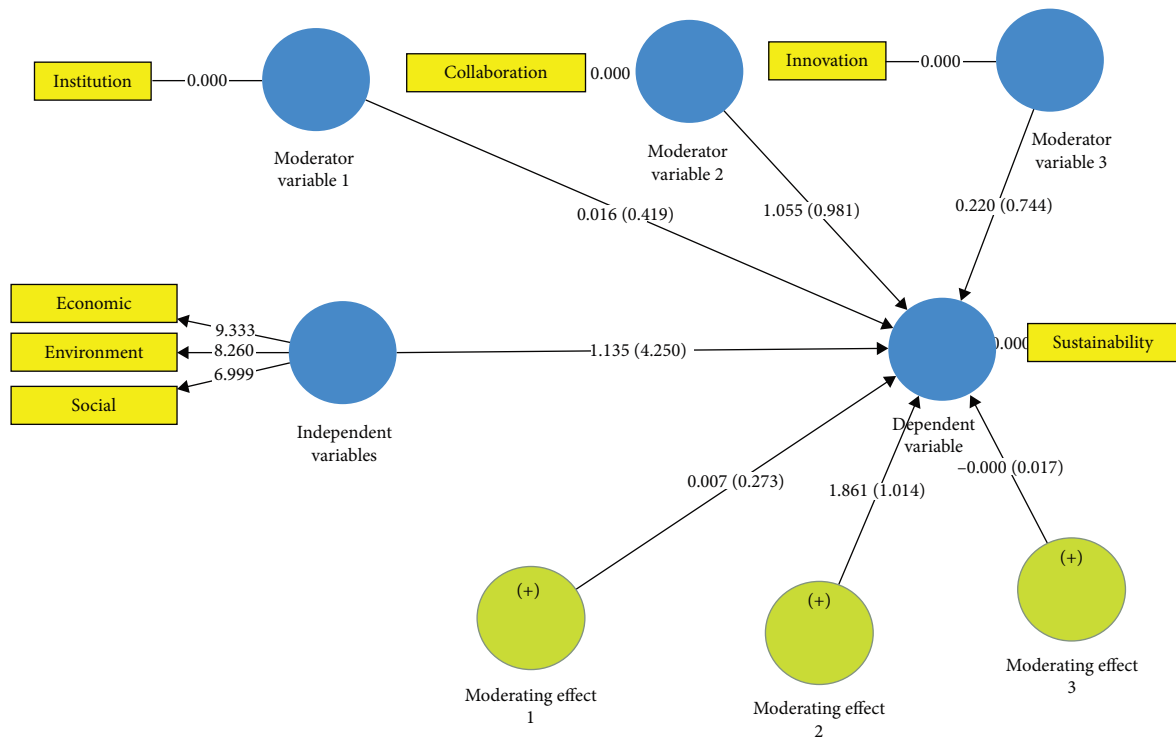 Institution
0.000
Collaboration
0.000
Innovation
0.000
Moderator
variable 1
Moderator
variable 2
Moderator
variable 3
0.016 (0.419)
1.055 (0.981)
0.220 (0.744)
Economic
Environment
Social
9.333
8.260
6.999
Independent
variables
1.135 (4.250)
0.000
Sustainability
Dependent
variable
0.007 (0.273)
1.861 (1.014)
–0.000 (0.017)
(+)
(+)
(+)
Moderating effect
1
Moderating effect
2
Moderating effect
3